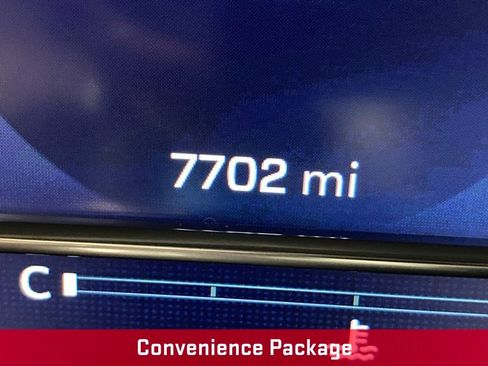 7702 mi
C
Convenience Package